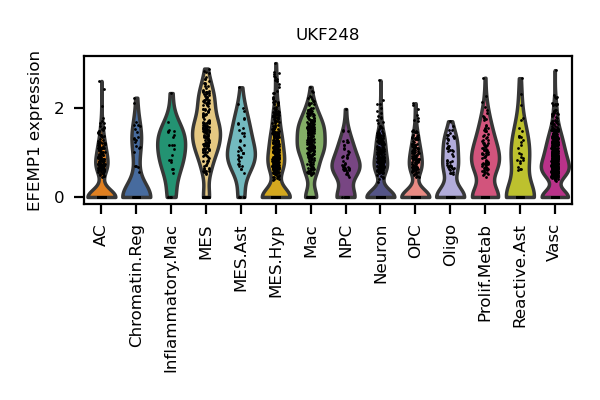 UKF248
EFEMP1 expression
2
0
AC
Chromatin.Reg
Inflammatory.Mac
MES
MES.Ast
MES.Hyp
Mac
NPC
Neuron
OPC
Oligo
Prolif.Metab
Reactive.Ast
Vasc